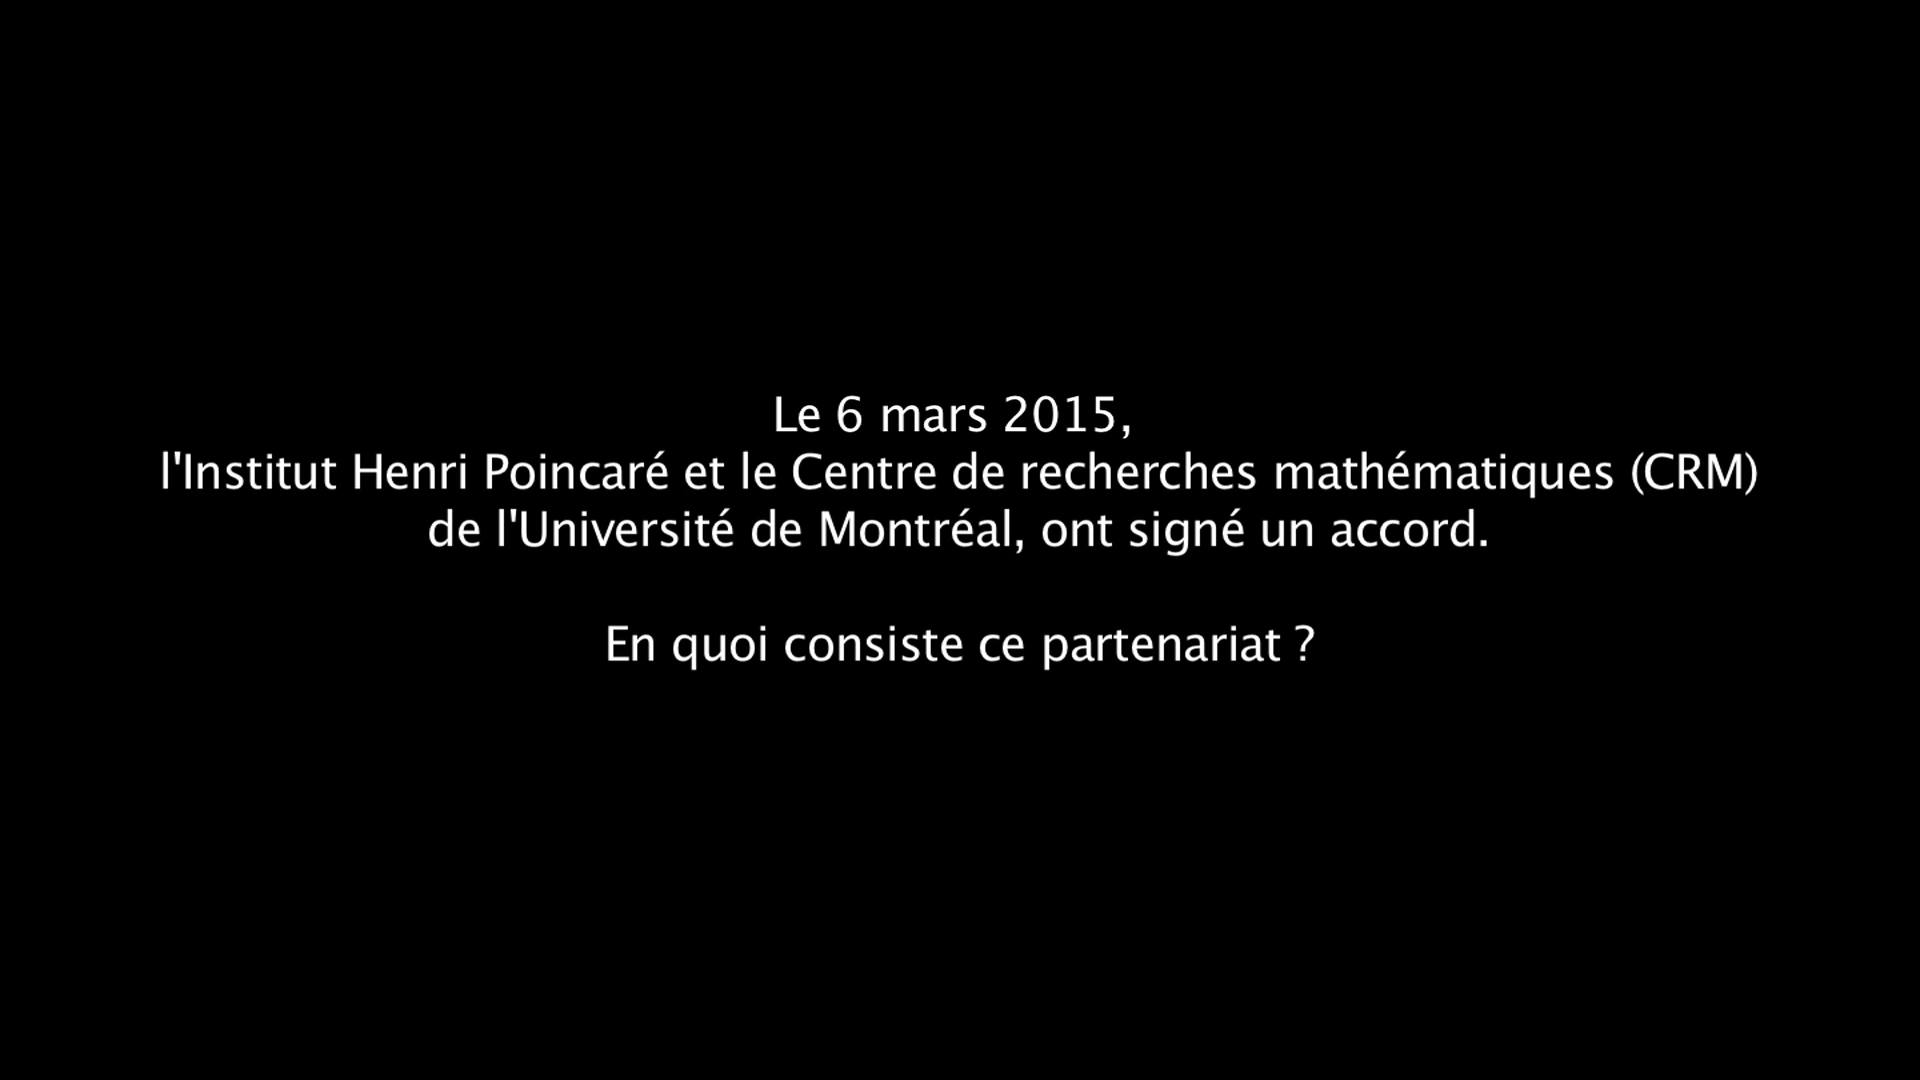 Le 6 mars 2015,
l'Institut Henri Poincaré et le Centre de recherches mathématiques (CRM)
de l'Université de Montréal, ont signé un accord.
En quoi consiste ce partenariat ?